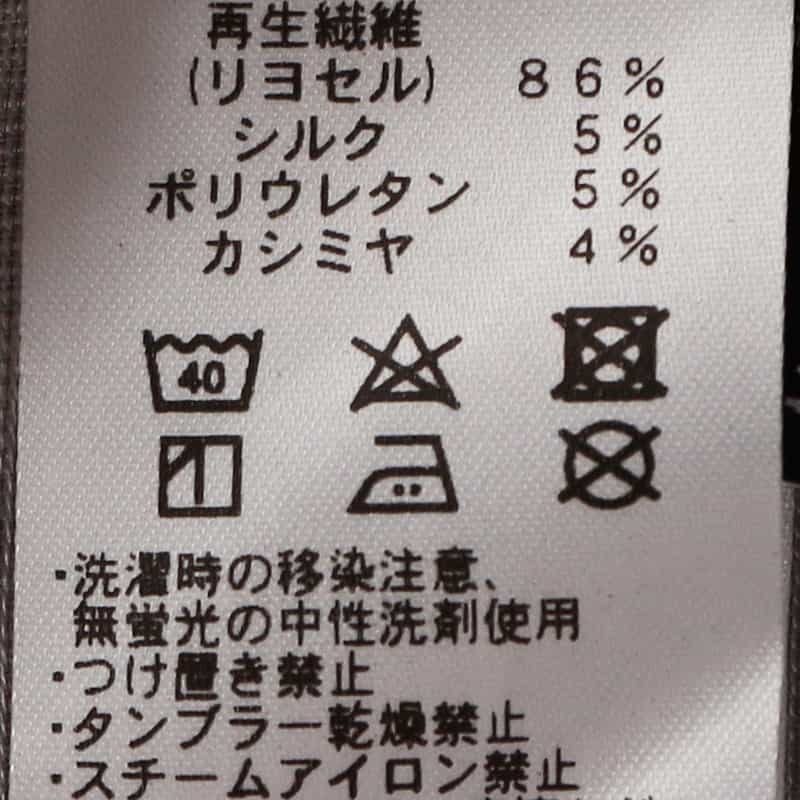 再生繊維
(リヨセル) 86%
シルク 5%
ポリウレタン 5%
カシミヤ 4%
40
・洗濯時の移染注意、
無蛍光の中性洗剤使用
・つけ置き禁止
・タンブラー乾燥禁止
・スチームアイロン禁止